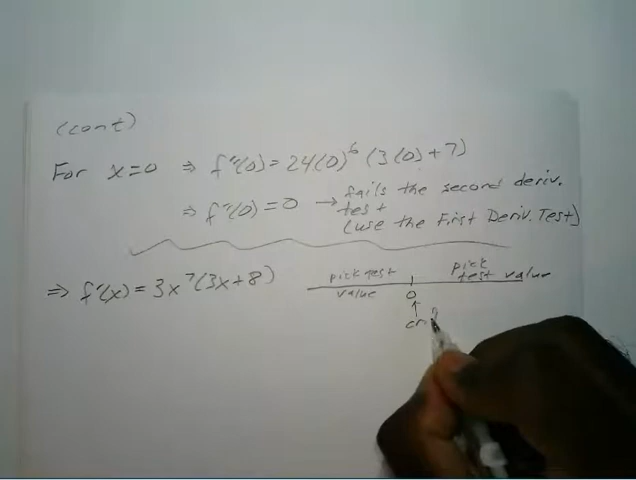 (cont)
For x=0 ⇒ f"(0) = 24(0)^6 (3(0)+7)
⇒ f"(0) = 0 → fails the second deriv.
test
(use the First Deriv. Test)
⇒ f'(x) = 3x^7(3x+8)
pick test
value
0
pick
test value
↑
cr